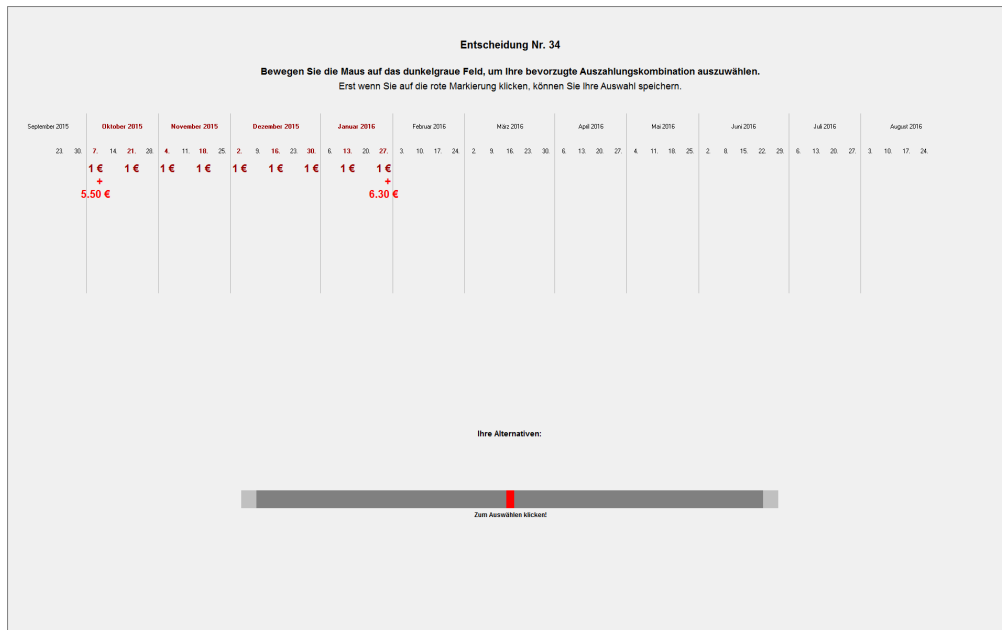 Entscheidung Nr. 34
Bewegen Sie die Maus auf das dunkelgraue Feld, um Ihre bevorzugte Auszahlungskombination auszuwählen.
Erst wenn Sie auf die rote Markierung klicken, können Sie Ihre Auswahl speichern.
September 2015 Oktober 2015 November 2015 Dezember 2015 Januar 2016 Februar 2016 März 2016 April 2016 Mai 2016 Juni 2016 Juli 2016 August 2016
23. 30. 7. 14. 21. 28. 4. 11. 18. 25. 2. 9. 16. 23. 30. 6. 13. 20. 27. 3. 10. 17. 24. 2. 9. 16. 23. 30. 6. 13. 20. 27. 4. 11. 18. 25. 2. 8. 15. 22. 29. 6. 13. 20. 27. 3. 10. 17. 24.
1 € 1 € 1 € 1 € 1 € 1 € 1 € 1 € 1 €
+ +
5.50 € 6.30 €
Ihre Alternativen:
Zum Auswählen klicken!